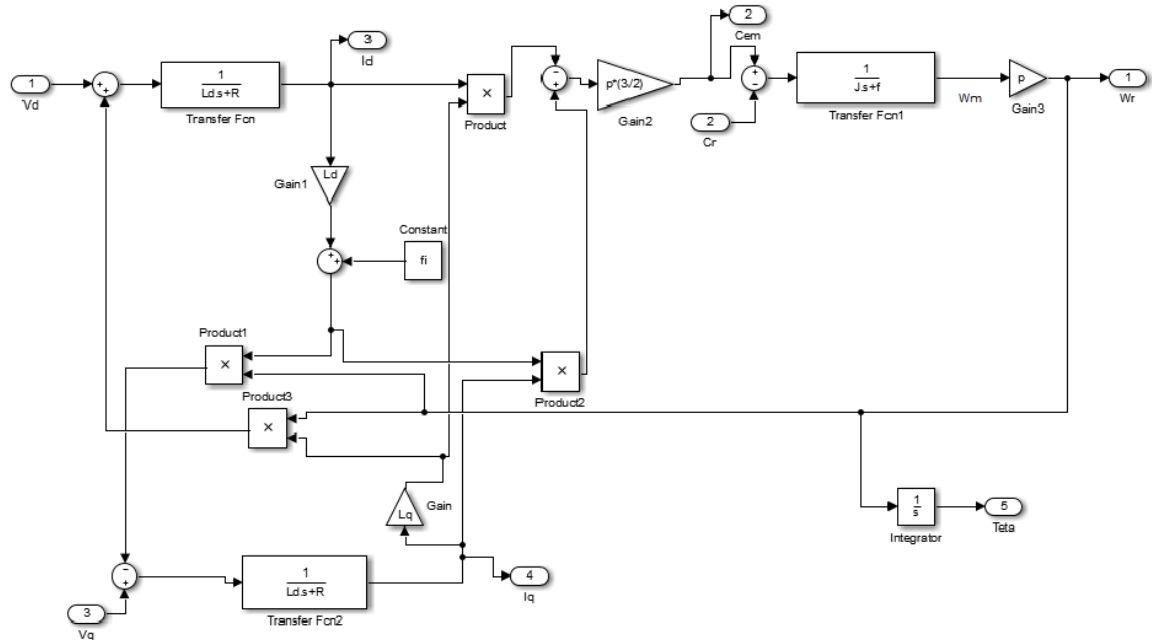 3
Id
2
Cem
1
Vd
+
+
1
Ld.s+R
Transfer Fcn
×
Product
-
+
p*(3/2)
Gain2
+
-
2
Cr
1
J.s+f
Transfer Fcn1
Wm
p
Gain3
1
Wr
Ld
Gain1
Constant
fi
+
+
Product1
×
Product3
×
×
Product2
Lq
Gain
1
s
Integrator
5
Teta
-
+
3
Vq
1
Ld.s+R
Transfer Fcn2
4
Iq